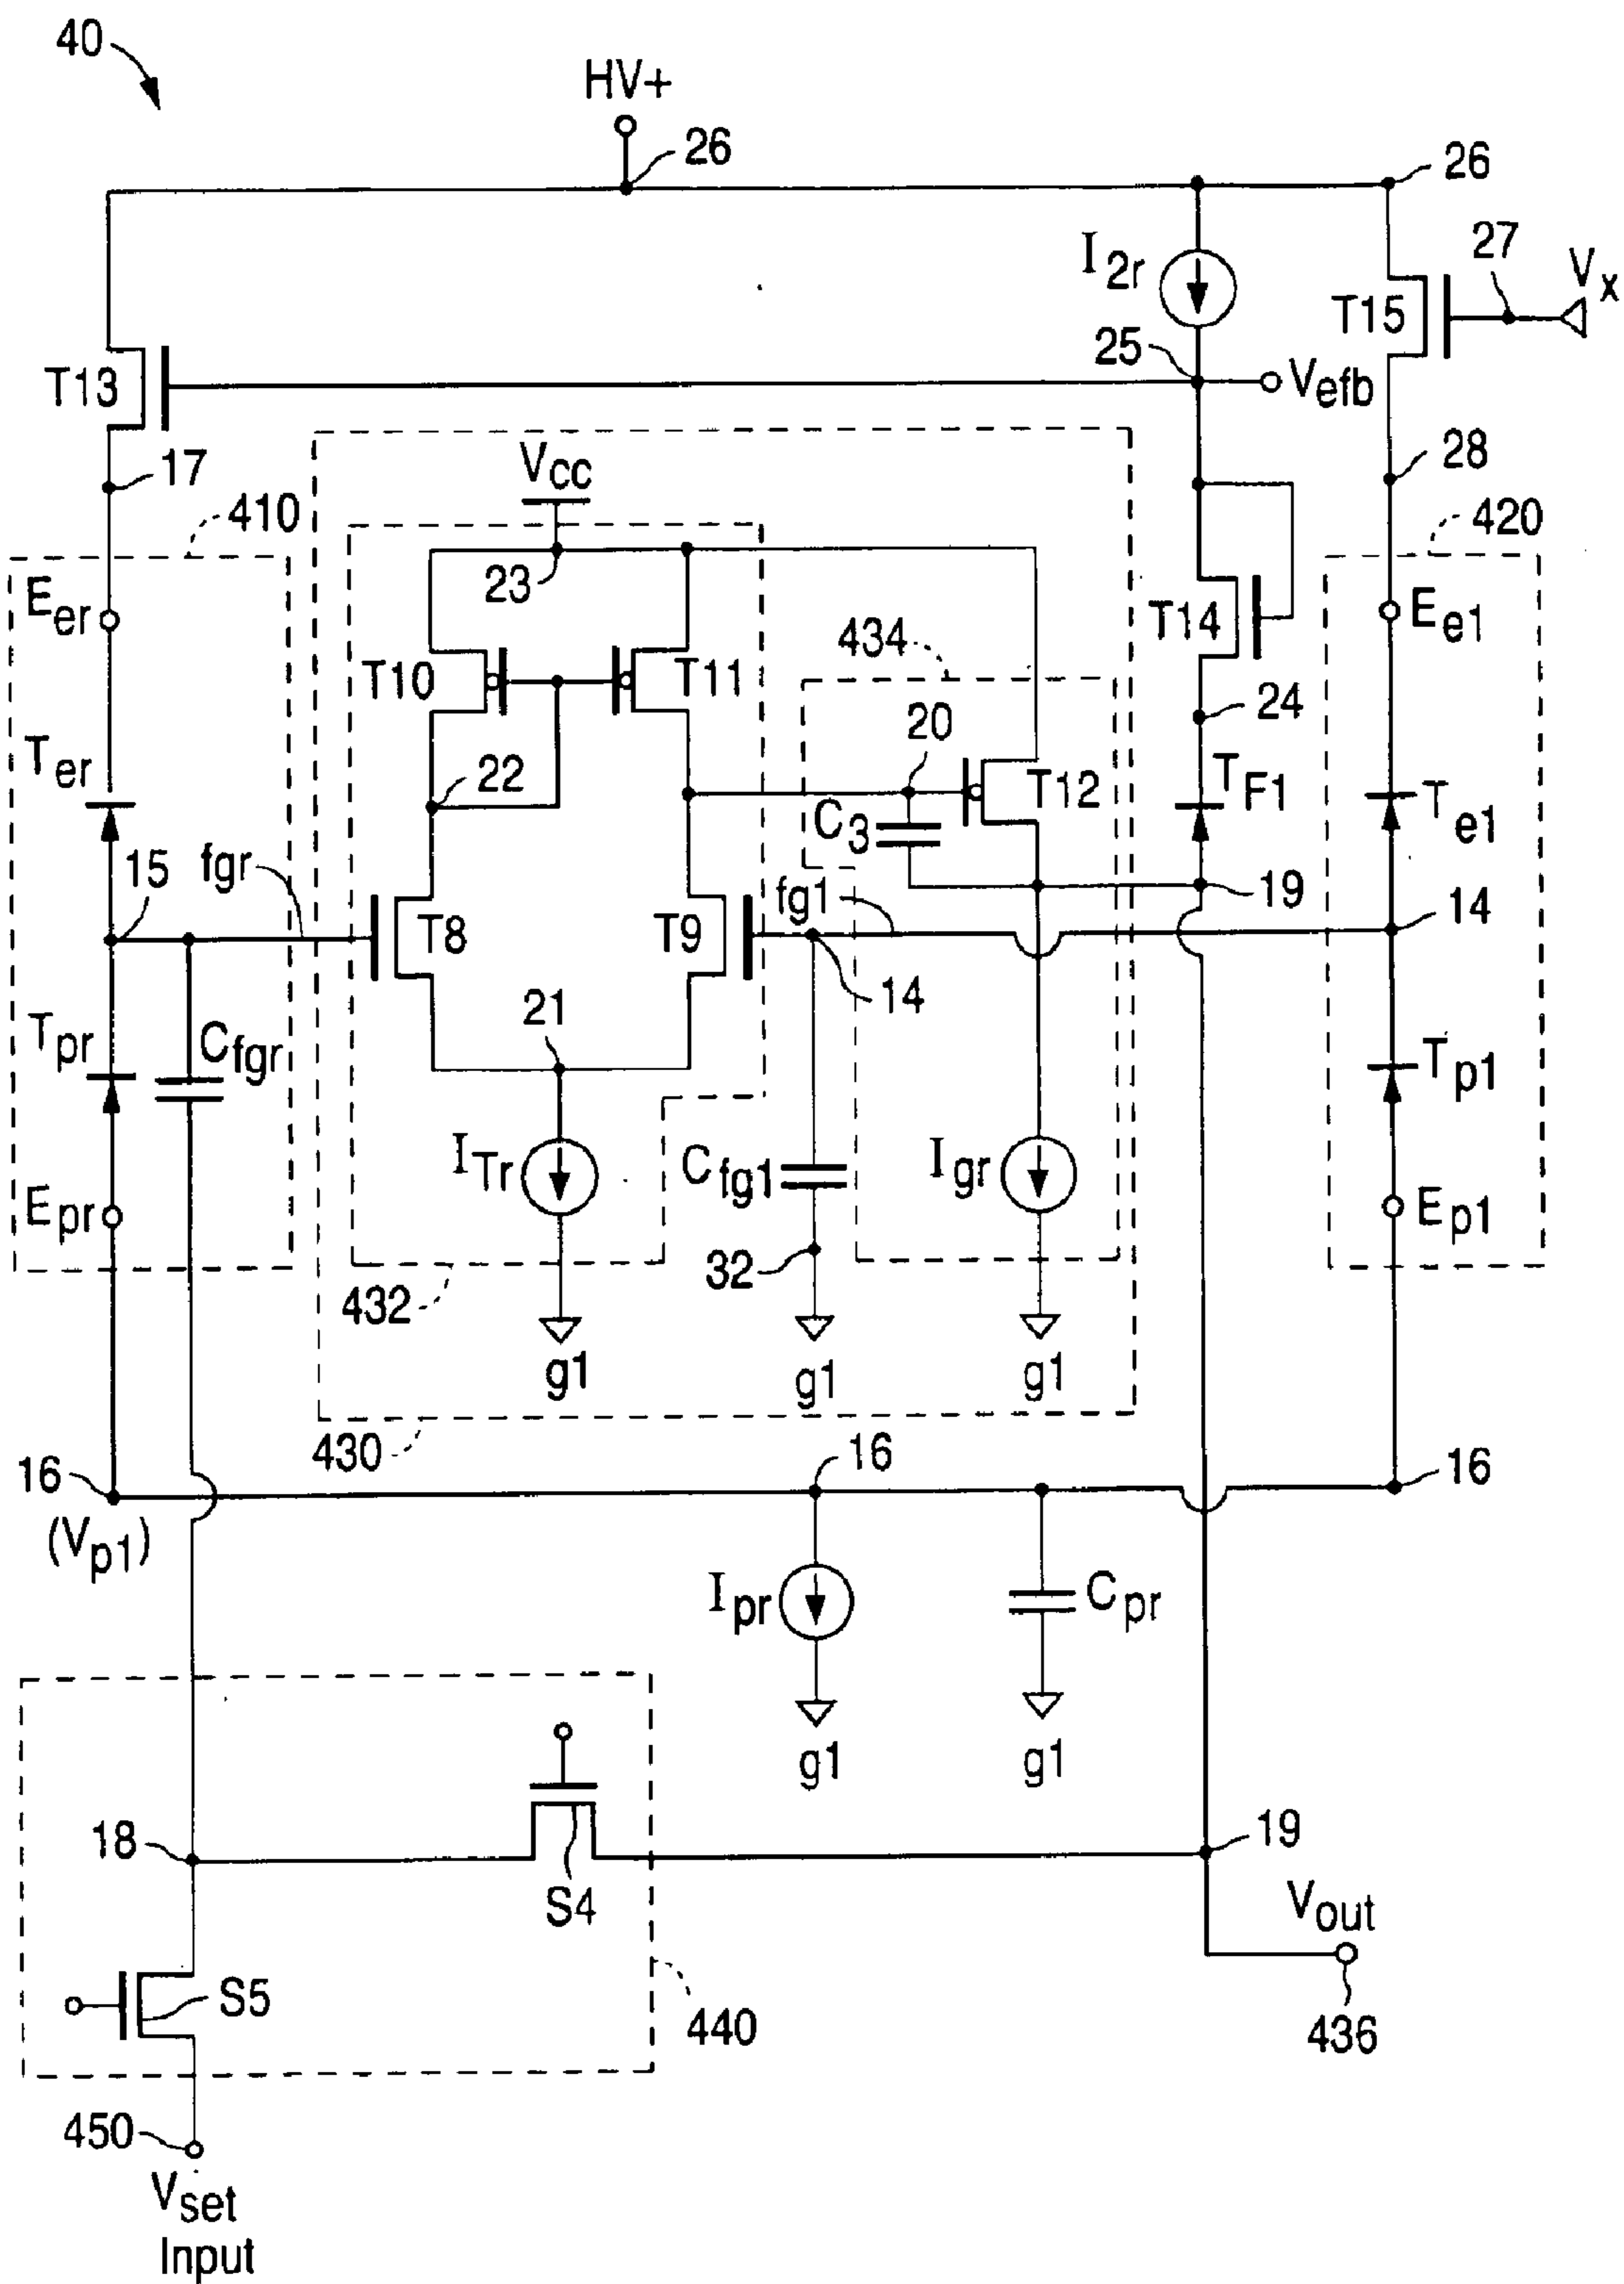 40
HV+
26
26
I2r
27
Vx
T15
25
Vefb
T13
17
Vcc
28
410
23
420
Eer
T14
Ee1
434
T10
T11
24
Ter
20
TF1
22
T12
Te1
C3
15
fgr
19
fg1
14
T8
T9
14
21
Tpr
Cfgr
Tp1
ITr
Cfg1
Igr
Epr
Ep1
32
432
g1
g1
g1
430
16
16
16
(Vp1)
Ipr
Cpr
g1
g1
18
19
S4
Vout
S5
440
436
450
Vset
Input